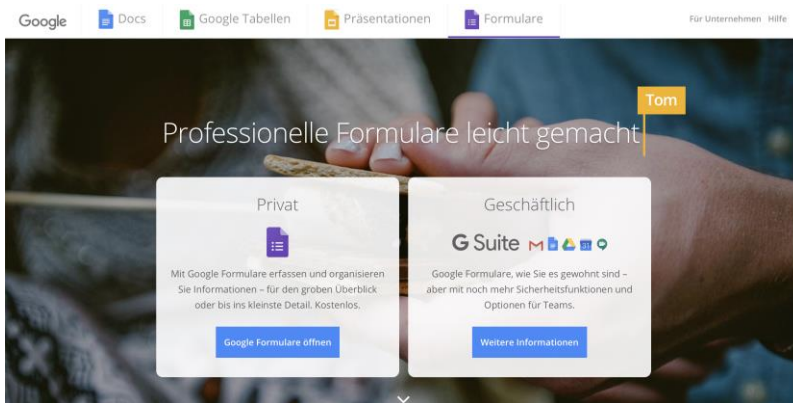 Google Docs Google Tabellen Präsentationen Formulare Für Unternehmen Hilfe
Tom
Professionelle Formulare leicht gemacht
Privat
Mit Google Formulare erfassen und organisieren
Sie Informationen – für den groben Überblick
oder bis ins kleinste Detail. Kostenlos.
Google Formulare öffnen
Geschäftlich
G Suite
Google Formulare, wie Sie es gewohnt sind –
aber mit noch mehr Sicherheitsfunktionen und
Optionen für Teams.
Weitere Informationen